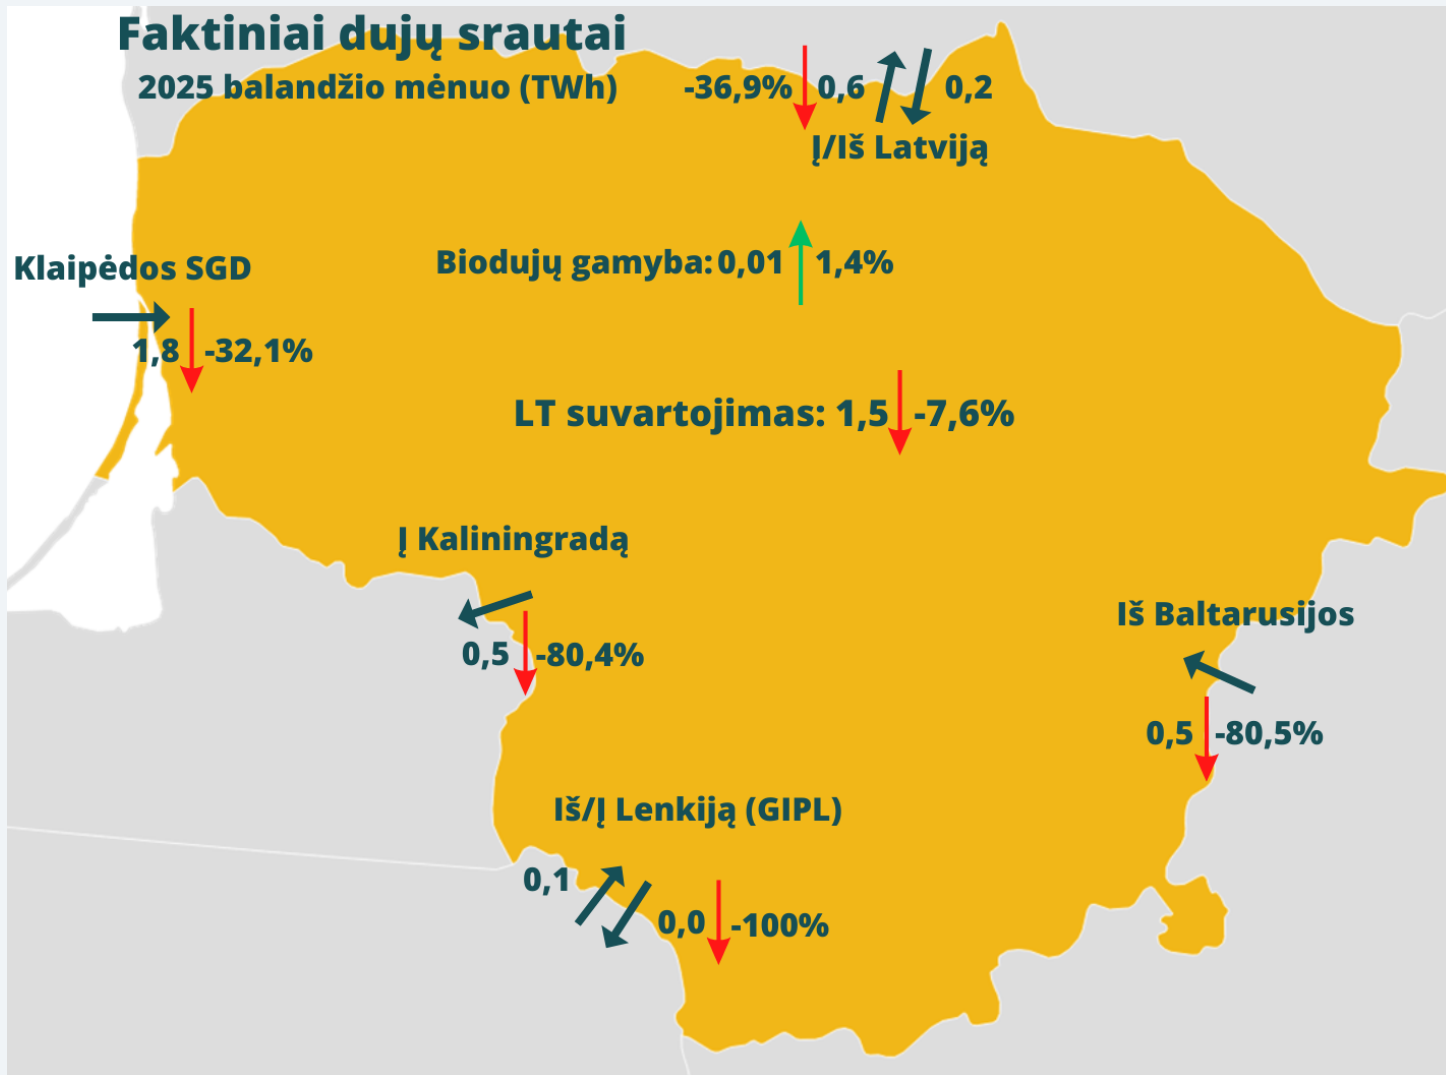 Faktiniai dujų srautai
2025 balandžio mėnuo (TWh)
-36,9% 0,6 0,2
Į/Iš Latviją
Klaipėdos SGD
1,8 -32,1%
Biodujų gamyba: 0,01 1,4%
LT suvartojimas: 1,5 -7,6%
Į Kaliningradą
0,5 -80,4%
Iš Baltarusijos
0,5 -80,5%
Iš/Į Lenkiją (GIPL)
0,1
0,0 -100%